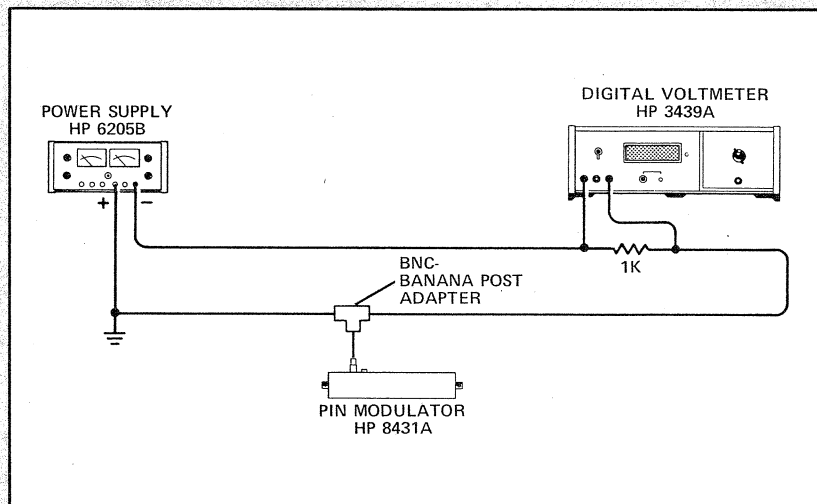 POWER SUPPLY
HP 6205B
DIGITAL VOLTMETER
HP 3439A
+
−
1K
BNC-
BANANA POST
ADAPTER
PIN MODULATOR
HP 8431A